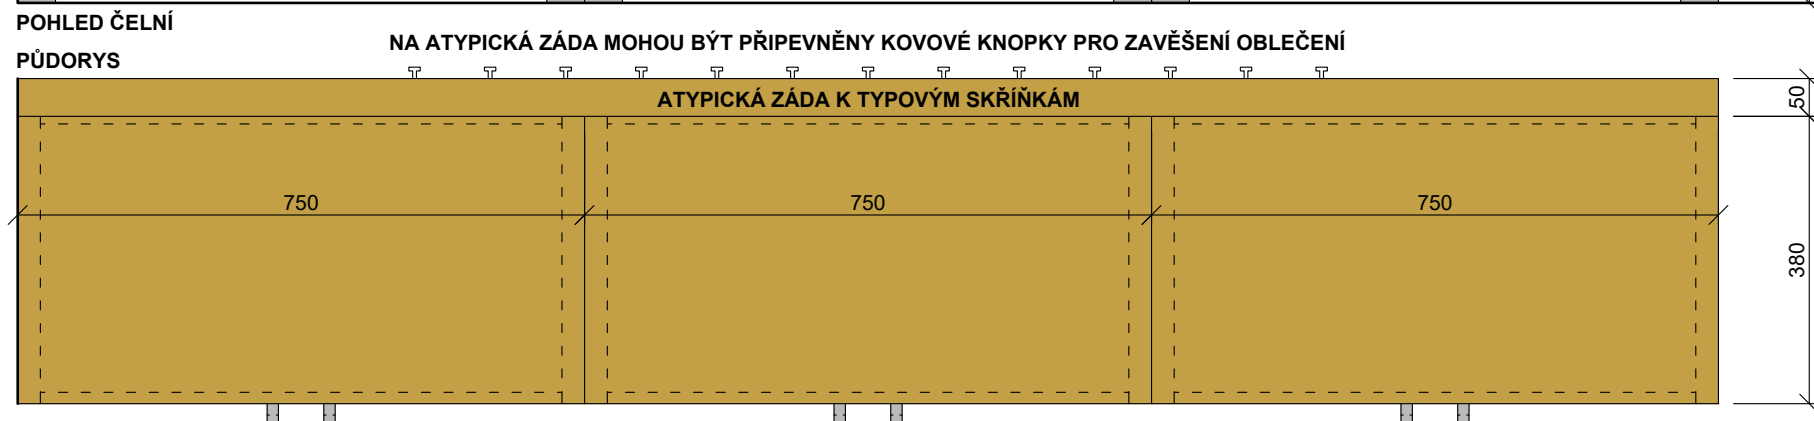 POHLED ČELNÍ
NA ATYPICKÁ ZÁDA MOHOU BÝT PŘIPEVNĚNY KOVOVÉ KNOPKY PRO ZAVĚŠENÍ OBLEČENÍ
PŮDORYS
ATYPICKÁ ZÁDA K TYPOVÝM SKŘÍŇKÁM
50
750
750
750
380